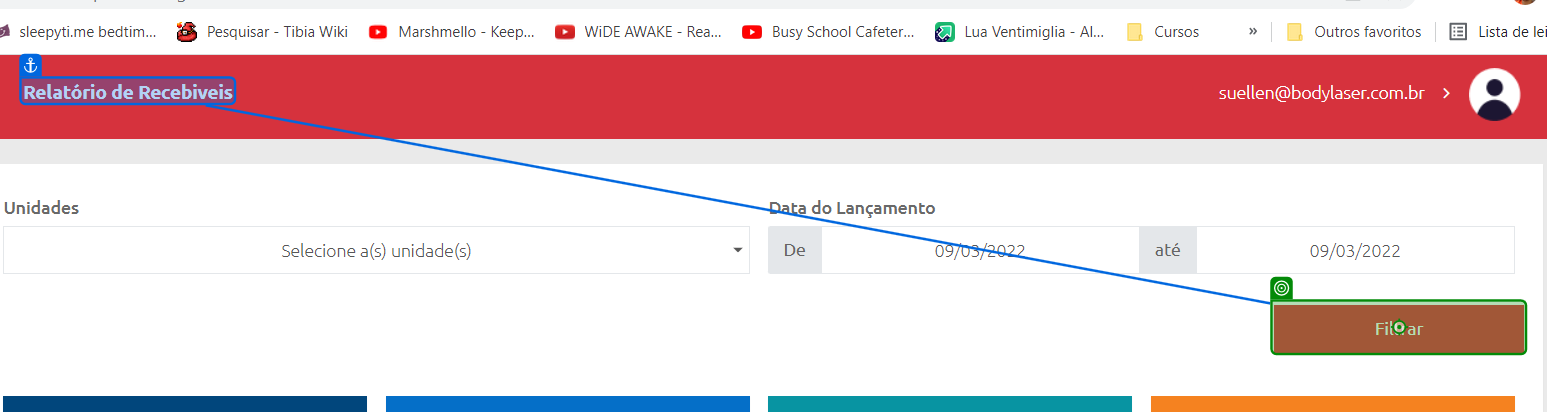 sleepyti.me bedtim... Pesquisar - Tibia Wiki Marshmello - Keep... WiDE AWAKE - Rea... Busy School Cafeter... Lua Ventimiglia - Al... Cursos » Outros favoritos Lista de lei
Relatório de Recebiveis suellen@bodylaser.com.br >
Unidades Data do Lançamento
Selecione a(s) unidade(s) De 09/03/2022 até 09/03/2022
Filtrar